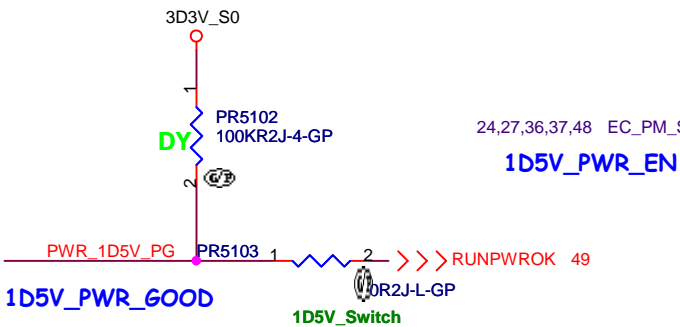 3D3V_S0
1
PR5102
100KR2J-4-GP
DY
2
24,27,36,37,48 EC_PM_S
1D5V_PWR_EN
PWR_1D5V_PG PR5103 1 2 RUNPWROK 49
0R2J-L-GP
1D5V_PWR_GOOD
1D5V_Switch